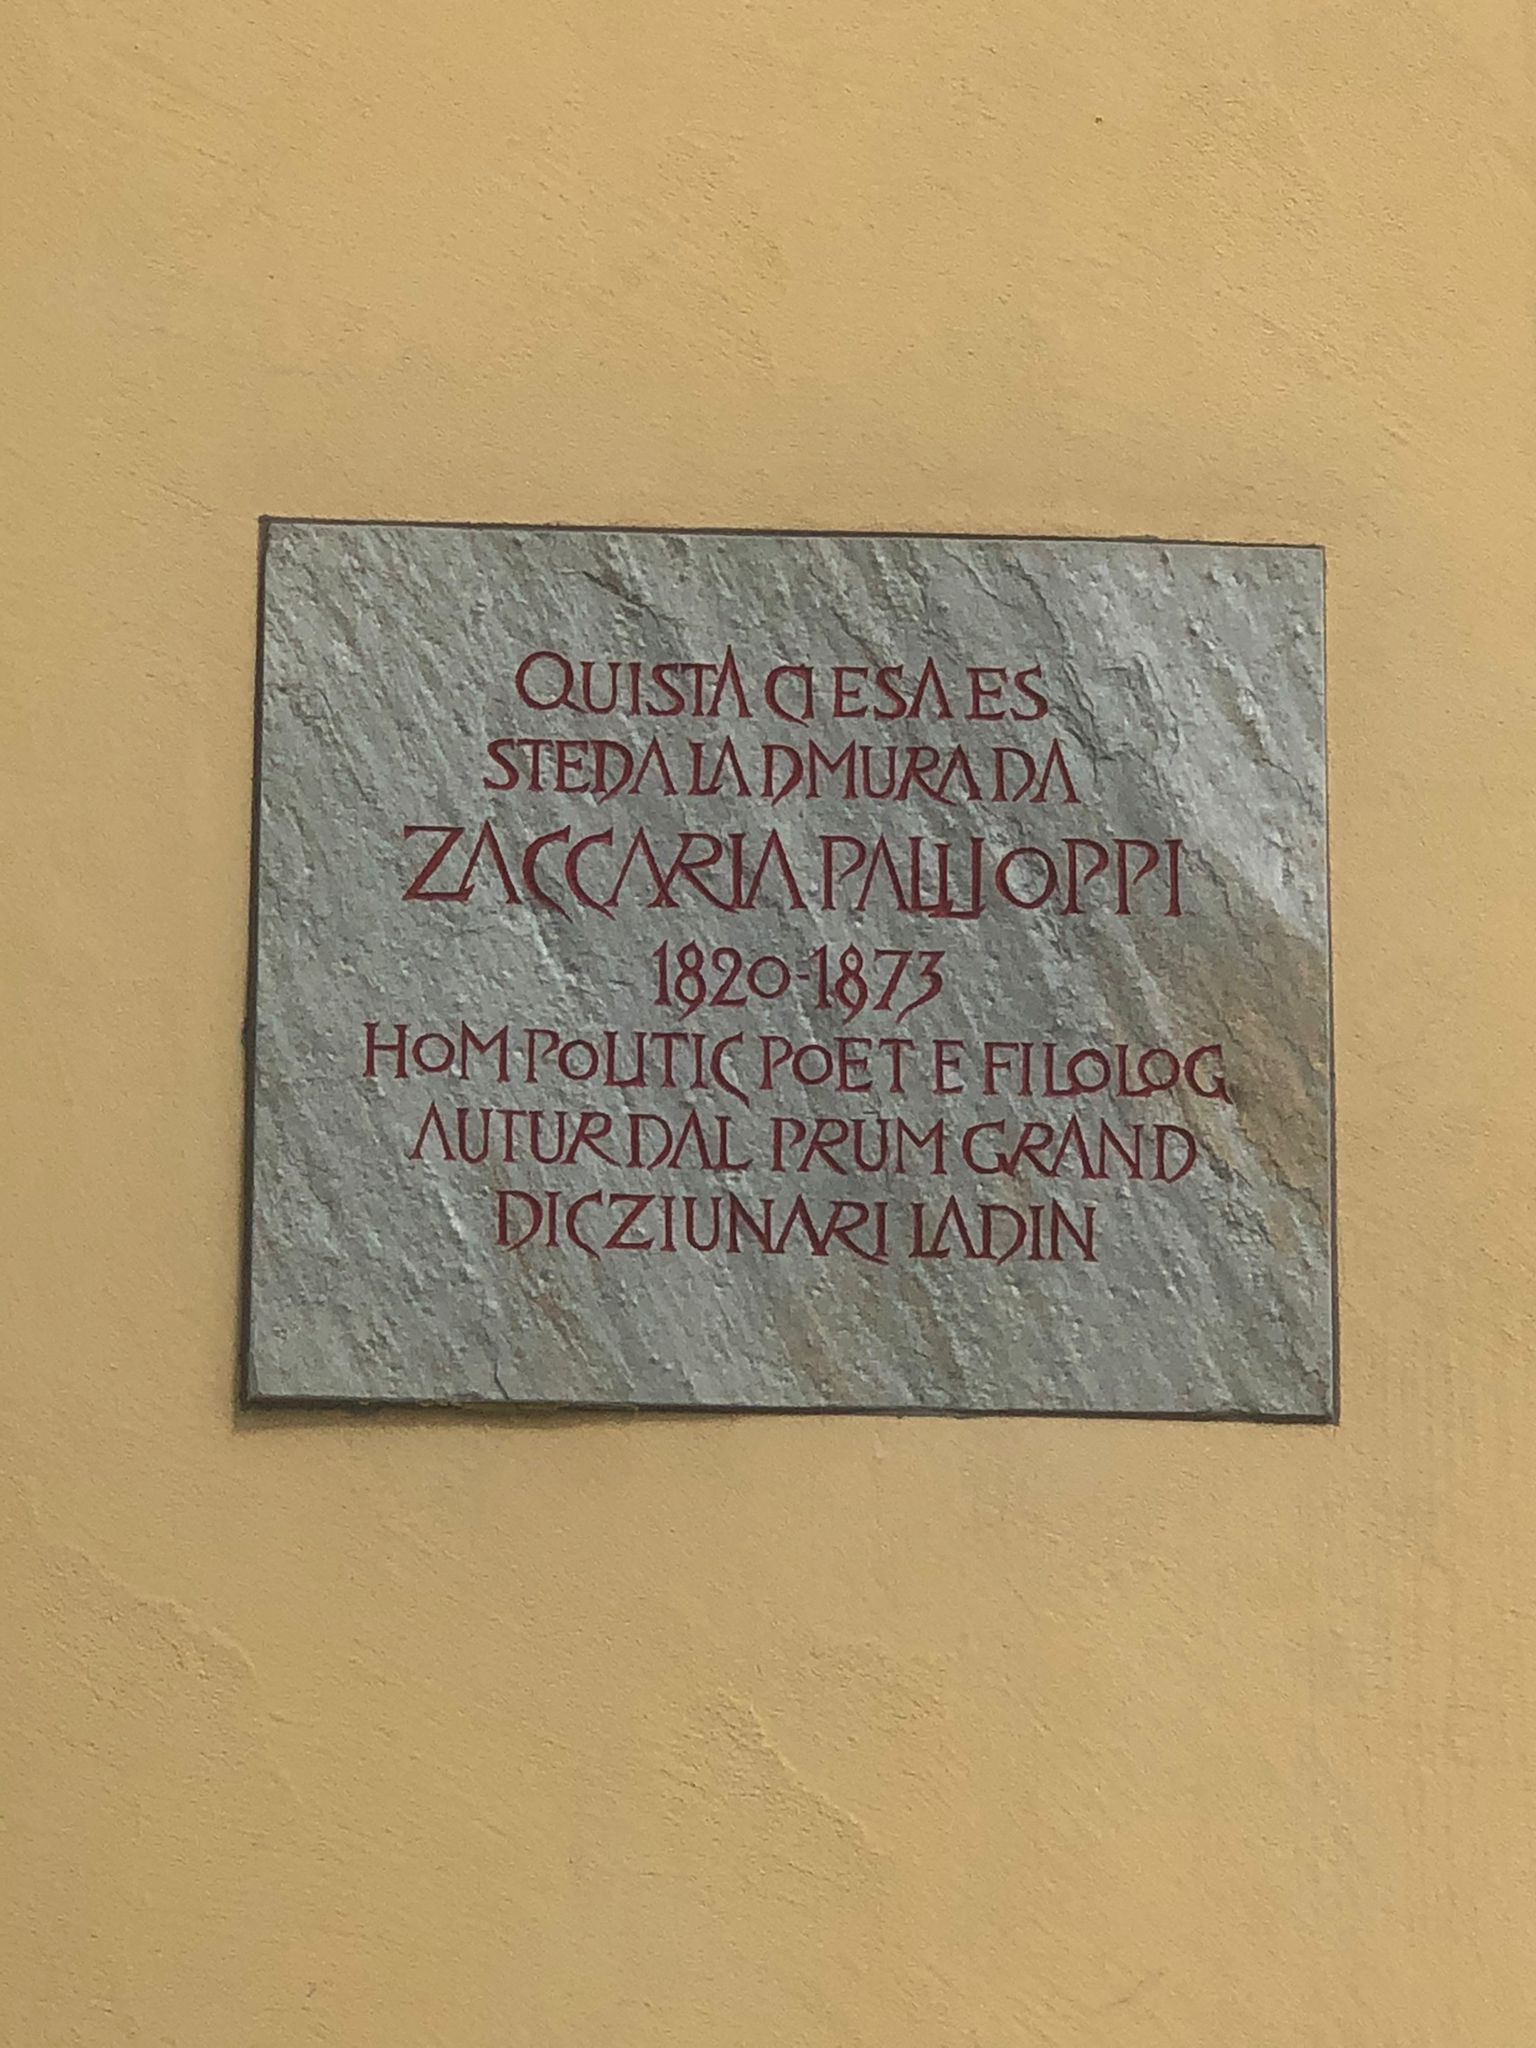 QUISTA CHESA ES
STEDA LA DMURA DA
ZACCARIA PALLIOPPI
1820-1873
HOM POLITIC POET E FILOLOG
AUTUR DAL PRUM GRAND
DICZIUNARI LADIN